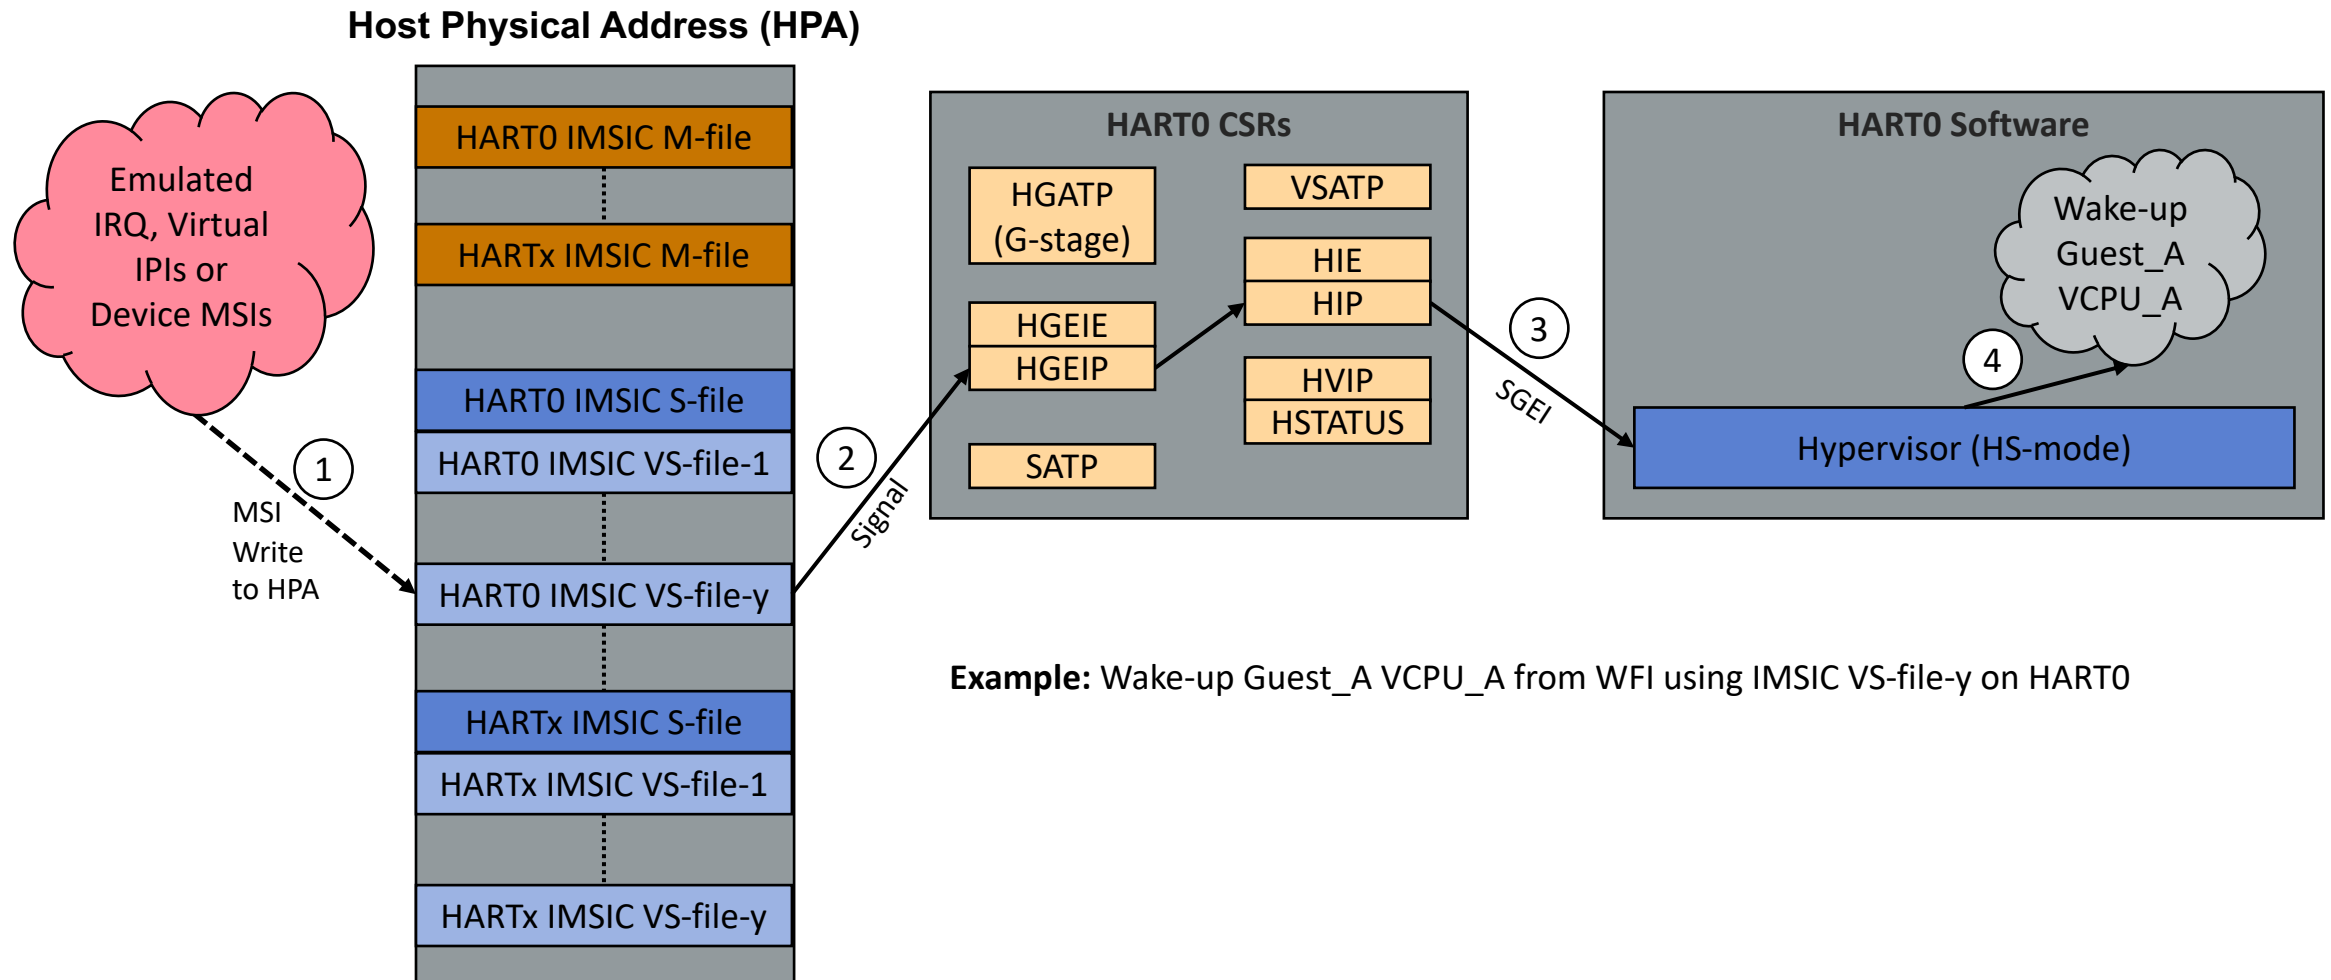 Host Physical Address (HPA)
Emulated
IRQ, Virtual
IPIs or
Device MSIs
1
MSI
Write
to HPA
HART0 IMSIC M-file
HARTx IMSIC M-file
HART0 IMSIC S-file
HART0 IMSIC VS-file-1
HART0 IMSIC VS-file-y
HARTx IMSIC S-file
HARTx IMSIC VS-file-1
HARTx IMSIC VS-file-y
2
Signal
HART0 CSRs
HGATP
(G-stage)
HGEIE
HGEIP
SATP
VSATP
HIE
HIP
HVIP
HSTATUS
3
SGEI
HART0 Software
Wake-up
Guest_A
VCPU_A
4
Hypervisor (HS-mode)
Example: Wake-up Guest_A VCPU_A from WFI using IMSIC VS-file-y on HART0